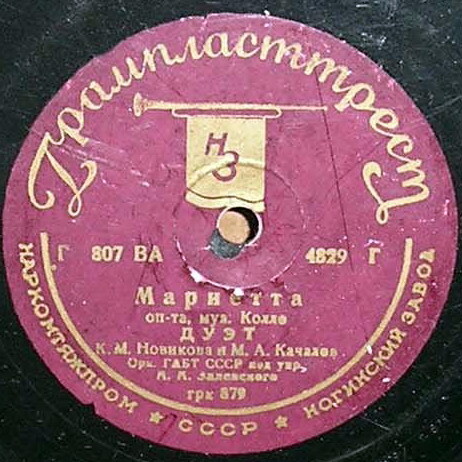 Грампласттрест
НЗ
Г 807 ВА 4829 Г
Мариетта
оп-та, муз. Колло
ДУЭТ
К. М. Новикова и М. А. Качалов
Орк. ГАБТ СССР под упр.
Залевского
грк 879
НАРКОМТЯЖПРОМ ★ СССР ★ НОГИНСКИЙ ЗАВОД